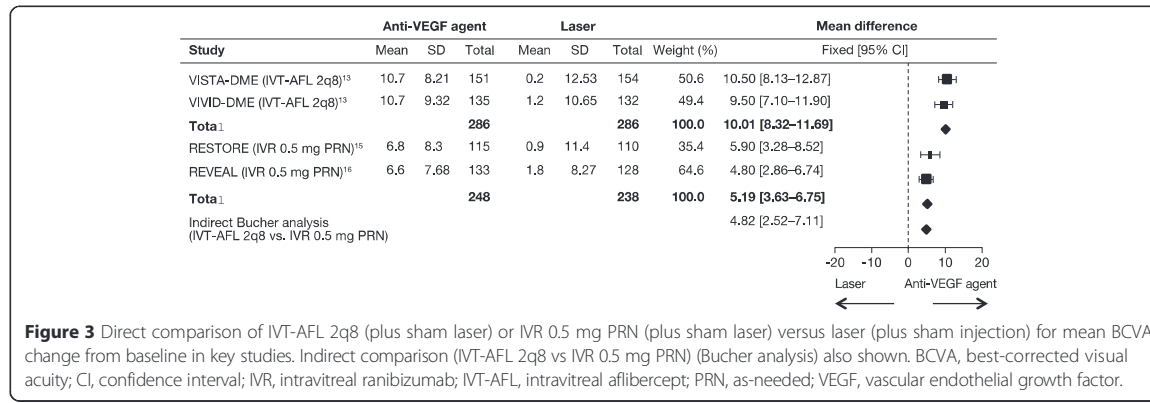 Anti-VEGF agent Laser Mean difference
Study Mean SD Total Mean SD Total Weight (%) Fixed [95% CI]
VISTA-DME (IVT-AFL 2q8)¹³ 10.7 8.21 151 0.2 12.53 154 50.6 10.50 [8.13–12.87]
VIVID-DME (IVT-AFL 2q8)¹³ 10.7 9.32 135 1.2 10.65 132 49.4 9.50 [7.10–11.90]
Total 286 286 100.0 10.01 [8.32–11.69]
RESTORE (IVR 0.5 mg PRN)¹⁵ 6.8 8.3 115 0.9 11.4 110 35.4 5.90 [3.28–8.52]
REVEAL (IVR 0.5 mg PRN)¹⁶ 6.6 7.68 133 1.8 8.27 128 64.6 4.80 [2.86–6.74]
Total 248 238 100.0 5.19 [3.63–6.75]
Indirect Bucher analysis 4.82 [2.52–7.11]
(IVT-AFL 2q8 vs. IVR 0.5 mg PRN)
-20 -10 0 10 20
Laser Anti-VEGF agent
Figure 3 Direct comparison of IVT-AFL 2q8 (plus sham laser) or IVR 0.5 mg PRN (plus sham laser) versus laser (plus sham injection) for mean BCVA
change from baseline in key studies. Indirect comparison (IVT-AFL 2q8 vs IVR 0.5 mg PRN) (Bucher analysis) also shown. BCVA, best-corrected visual
acuity; CI, confidence interval; IVR, intravitreal ranibizumab; IVT-AFL, intravitreal aflibercept; PRN, as-needed; VEGF, vascular endothelial growth factor.